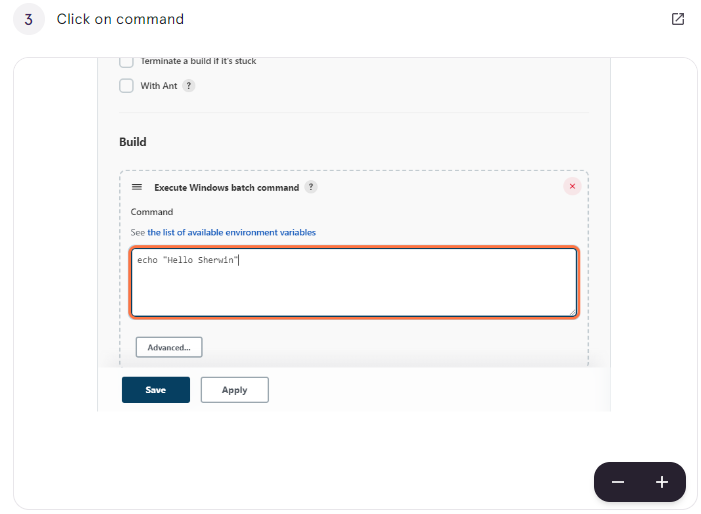 3 Click on command
Terminate a build if it's stuck
With Ant ?
Build
Execute Windows batch command ?
Command
See the list of available environment variables
echo "Hello Sherwin"
Advanced...
Save Apply